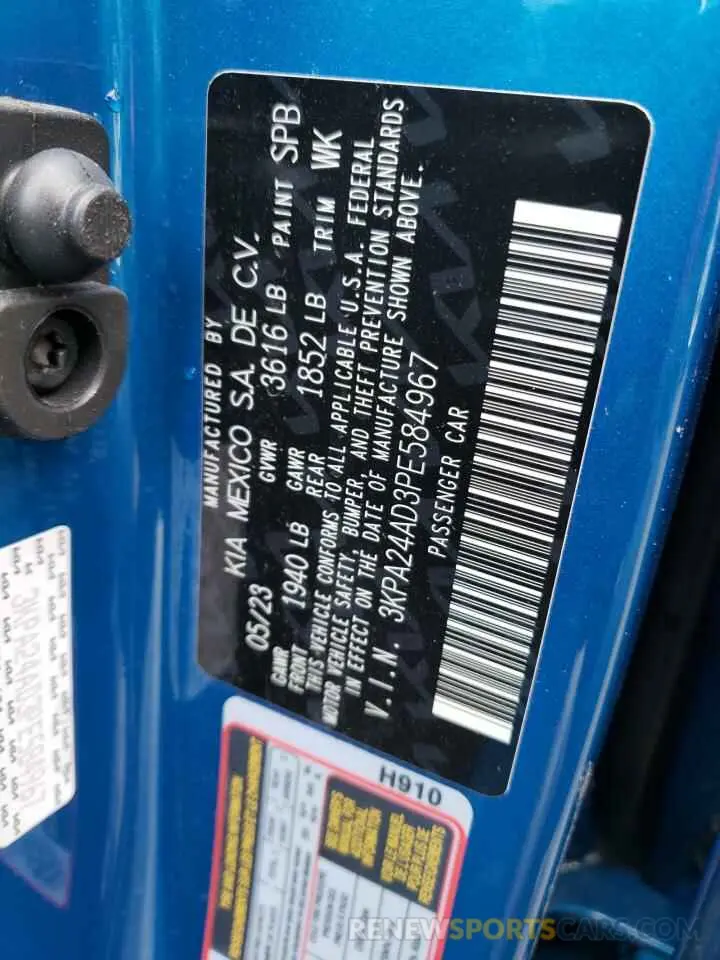 MANUFACTURED BY
KIA MEXICO S.A. DE C.V.
05/23 GVWR 3616 LB PAINT SPB
GAWR FRONT 1940 LB GAWR REAR 1852 LB TRIM WK
THIS VEHICLE CONFORMS TO ALL APPLICABLE U.S.A. FEDERAL
MOTOR VEHICLE SAFETY, BUMPER, AND THEFT PREVENTION STANDARDS
IN EFFECT ON THE DATE OF MANUFACTURE SHOWN ABOVE.
V.I.N. 3KPA24AD3PE584967
PASSENGER CAR
3KPA24AD3PE584967
H910
RENEWSPORTSCAR.COM